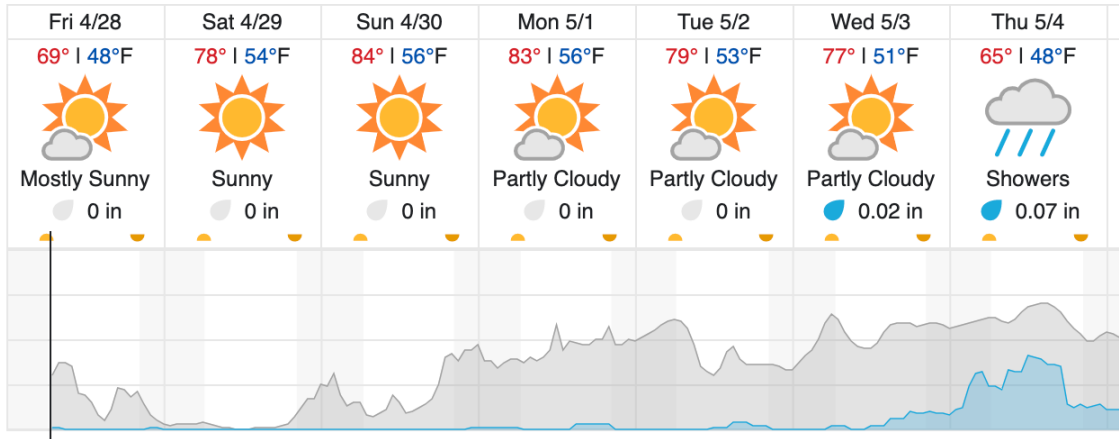 Fri 4/28 Sat 4/29 Sun 4/30 Mon 5/1 Tue 5/2 Wed 5/3 Thu 5/4
69° | 48°F 78° | 54°F 84° | 56°F 83° | 56°F 79° | 53°F 77° | 51°F 65° | 48°F
Mostly Sunny Sunny Sunny Partly Cloudy Partly Cloudy Partly Cloudy Showers
0 in 0 in 0 in 0 in 0 in 0.02 in 0.07 in